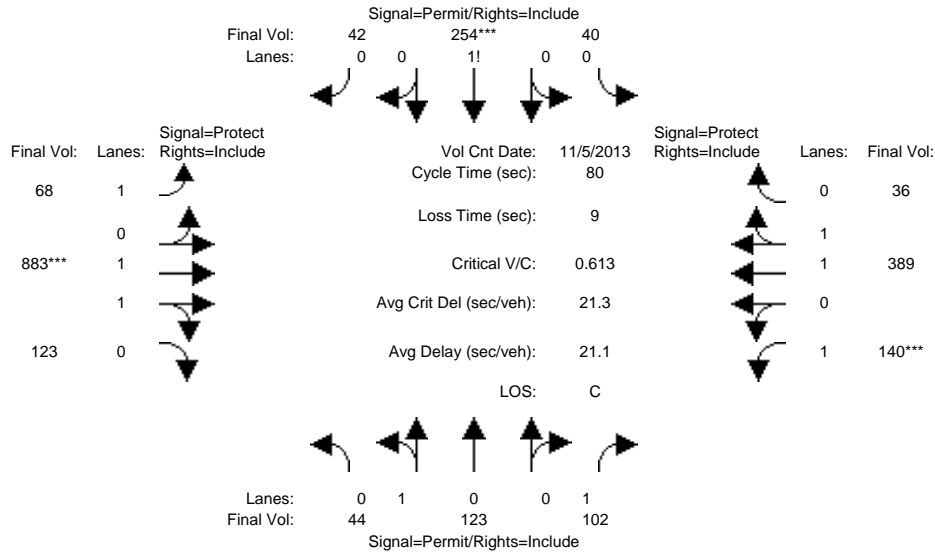 Signal=Permit/Rights=Include
Final Vol: 42 254*** 40
Lanes: 0 0 1! 0 0
Signal=Protect Signal=Protect
Final Vol: Lanes: Rights=Include Vol Cnt Date: 11/5/2013 Rights=Include Lanes: Final Vol:
Cycle Time (sec): 80
68 1 0 36
Loss Time (sec): 9
0 1
883*** 1 Critical V/C: 0.613 1 389
1 Avg Crit Del (sec/veh): 21.3 0
123 0 Avg Delay (sec/veh): 21.1 1 140***
LOS: C
Lanes: 0 1 0 0 1
Final Vol: 44 123 102
Signal=Permit/Rights=Include